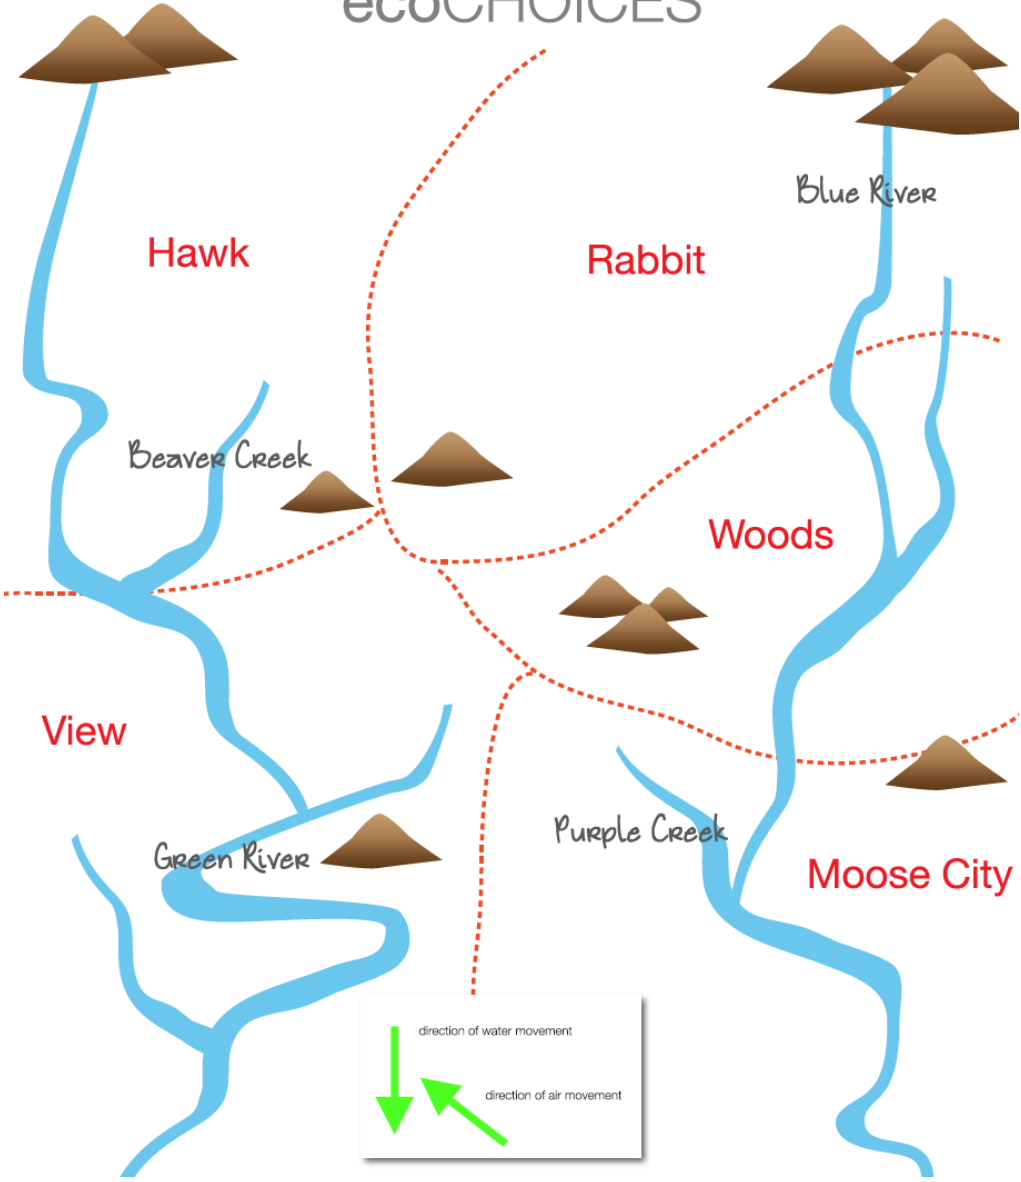 ecoCHOICES
Blue River
Hawk
Rabbit
Beaver Creek
Woods
View
Purple Creek
Green River
Moose City
direction of water movement
direction of air movement